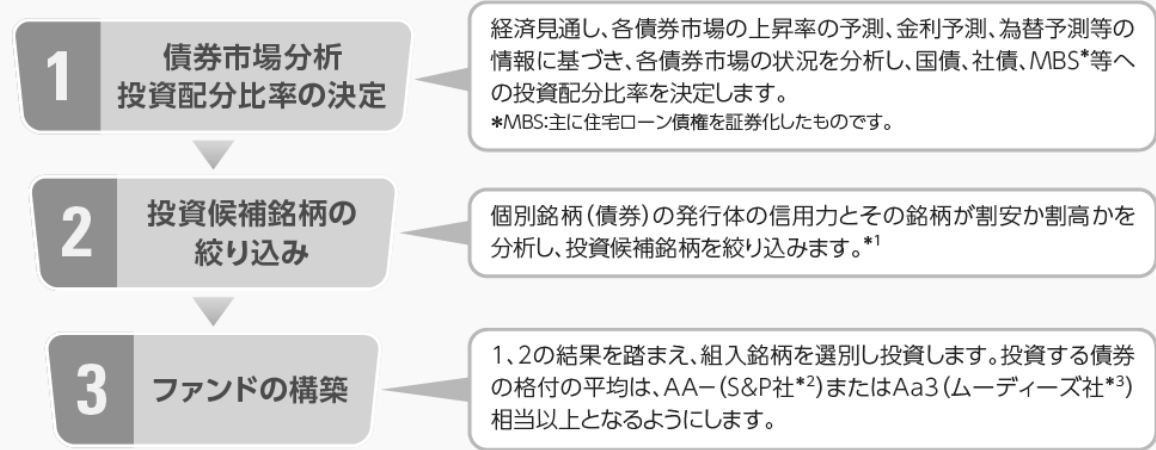 1
債券市場分析
投資配分比率の決定
経済見通し、各債券市場の上昇率の予測、金利予測、為替予測等の
情報に基づき、各債券市場の状況を分析し、国債、社債、MBS*等へ
の投資配分比率を決定します。
*MBS:主に住宅ローン債権を証券化したものです。
2
投資候補銘柄の
絞り込み
個別銘柄(債券)の発行体の信用力とその銘柄が割安か割高かを
分析し、投資候補銘柄を絞り込みます。*1
3
ファンドの構築
1、2の結果を踏まえ、組入銘柄を選別し投資します。投資する債券
の格付の平均は、AA−(S&P社*2)またはAa3(ムーディーズ社*3)
相当以上となるようにします。